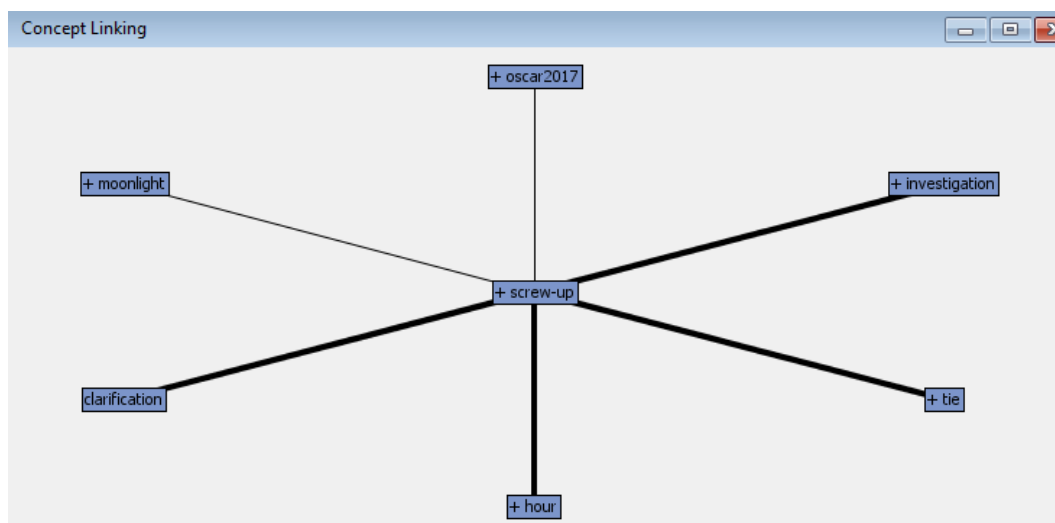 Concept Linking
+ oscar2017
+ moonlight
+ investigation
+ screw-up
clarification
+ tie
+ hour